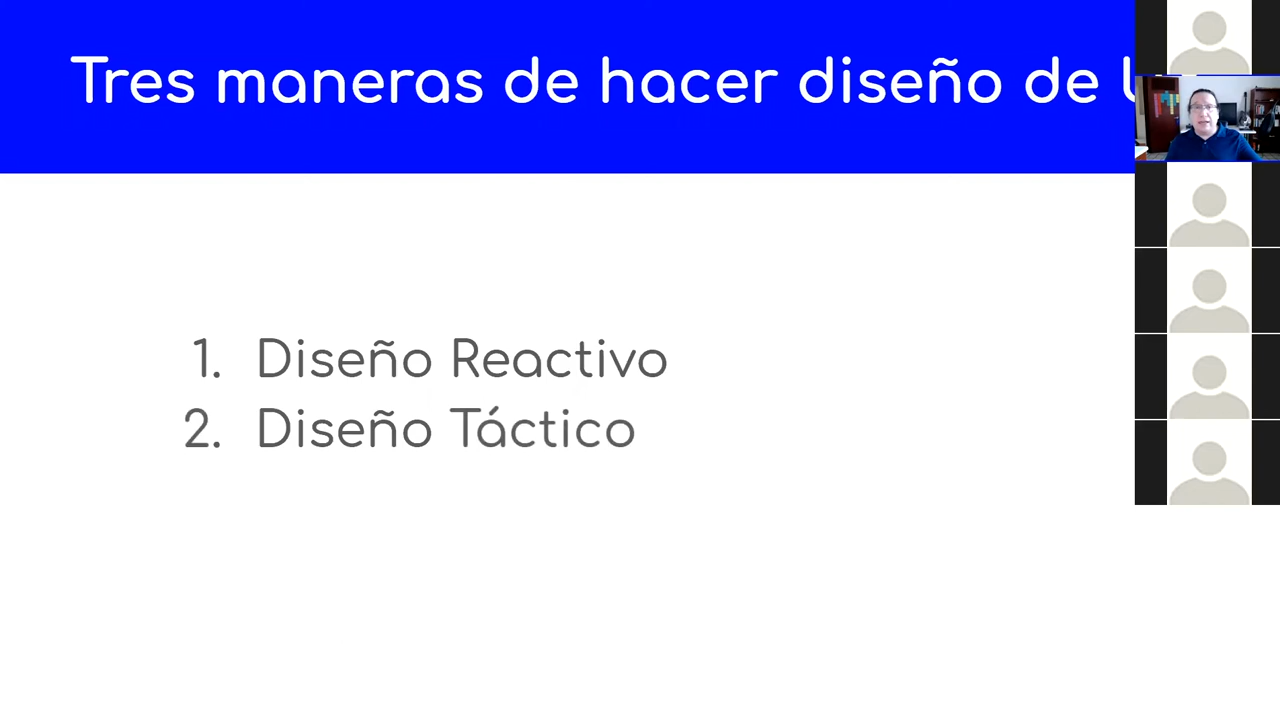 Tres maneras de hacer diseño de
1. Diseño Reactivo
2. Diseño Táctico